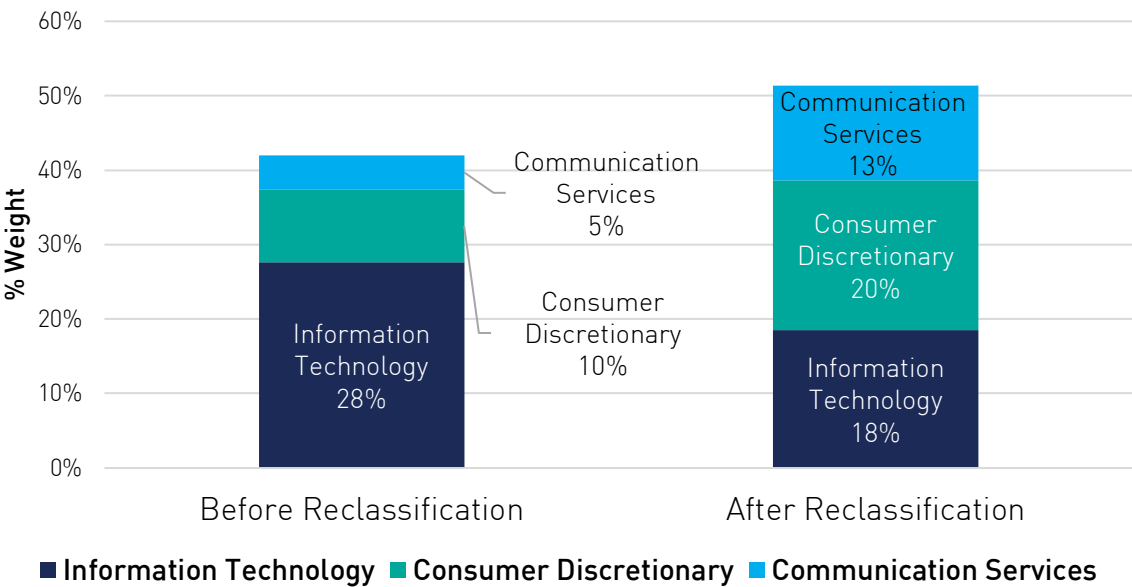 60%
50%
40%
30%
20%
10%
0%
% Weight
Information
Technology
28%
Communication
Services
5%
Consumer
Discretionary
10%
Communication
Services
13%
Consumer
Discretionary
20%
Information
Technology
18%
Before Reclassification
After Reclassification
Information Technology
Consumer Discretionary
Communication Services